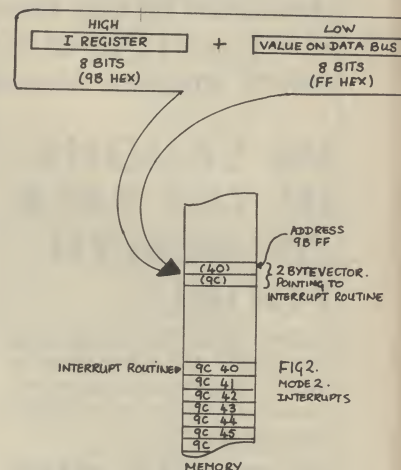 HIGH
I REGISTER
8 BITS
(9B HEX)
+
LOW
VALUE ON DATA BUS
8 BITS
(FF HEX)
ADDRESS
9B FF
(40)
(9C)
2 BYTE VECTOR.
POINTING TO
INTERRUPT ROUTINE
INTERRUPT ROUTINE
9C 40
9C 41
9C 42
9C 43
9C 44
9C 45
9C
FIG2.
MODE 2.
INTERRUPTS
MEMORY